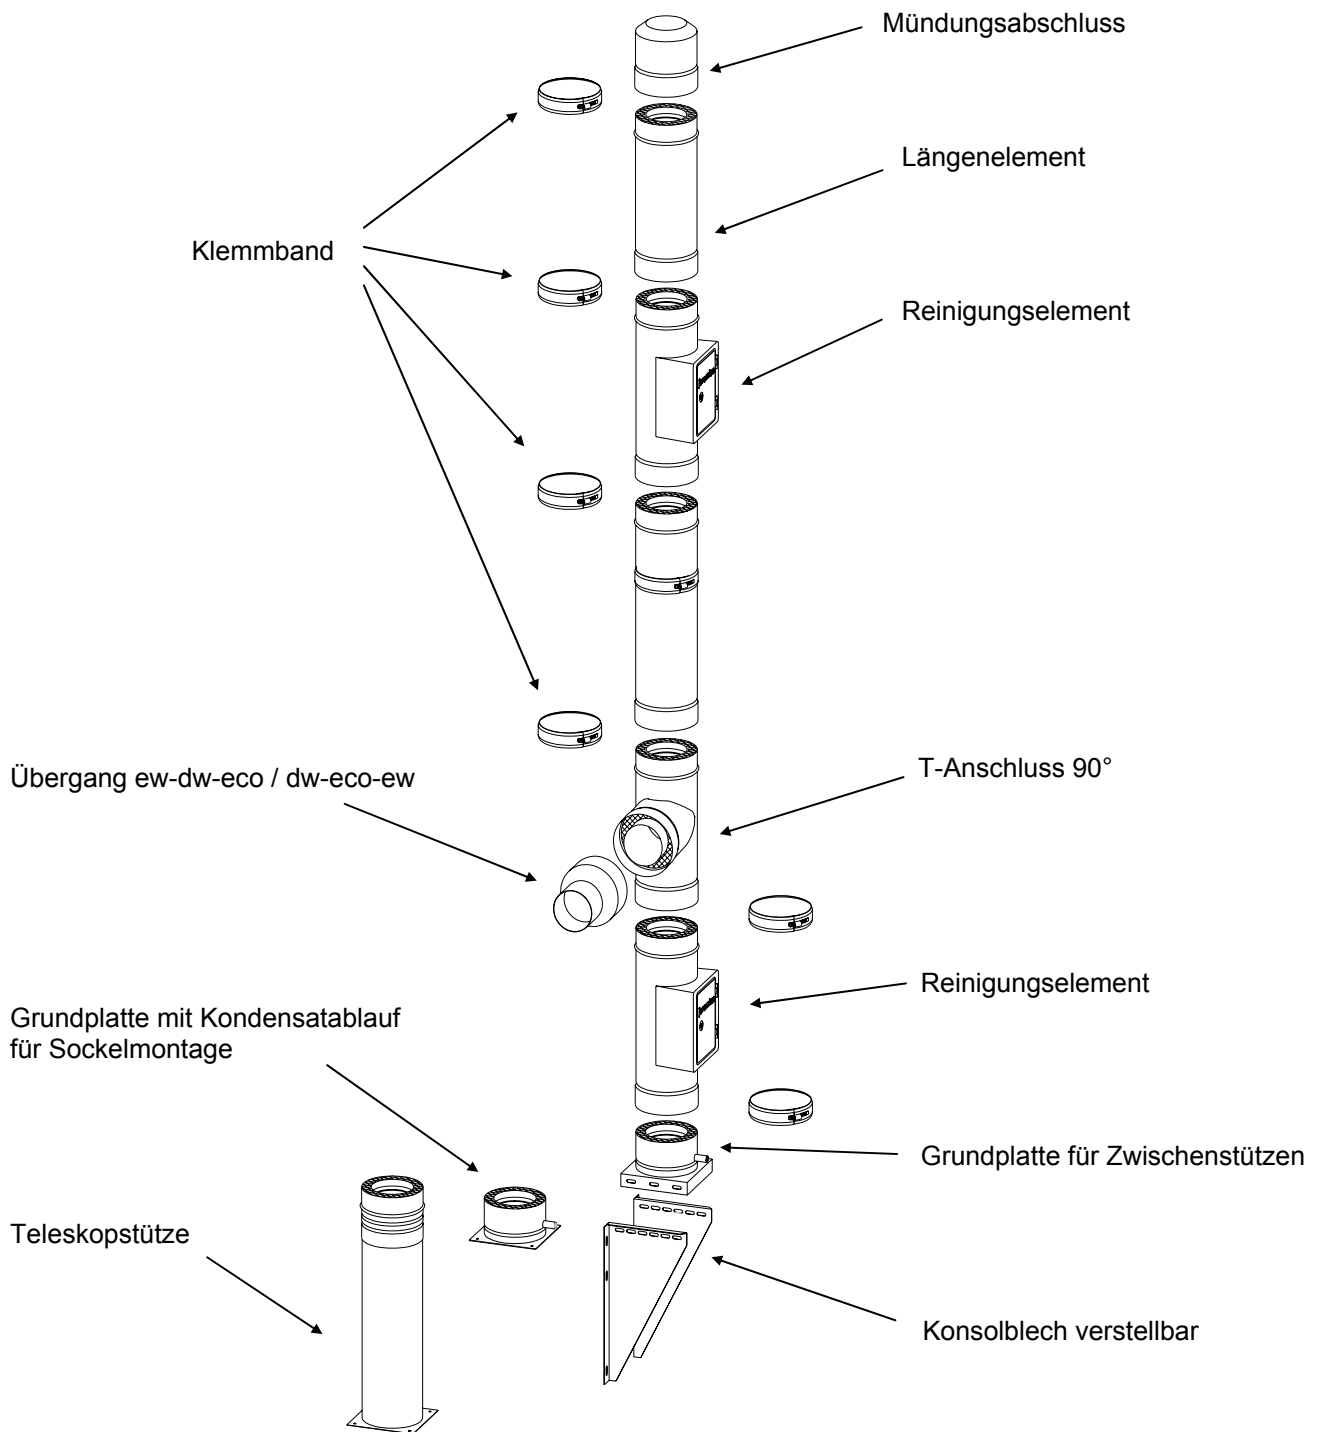 Mündungsabschluss
Längenelement
Klemmband
Reinigungselement
Übergang ew-dw-eco / dw-eco-ew
T-Anschluss 90°
Reinigungselement
Grundplatte mit Kondensatablauf
für Sockelmontage
Grundplatte für Zwischenstützen
Teleskopstütze
Konsolblech verstellbar